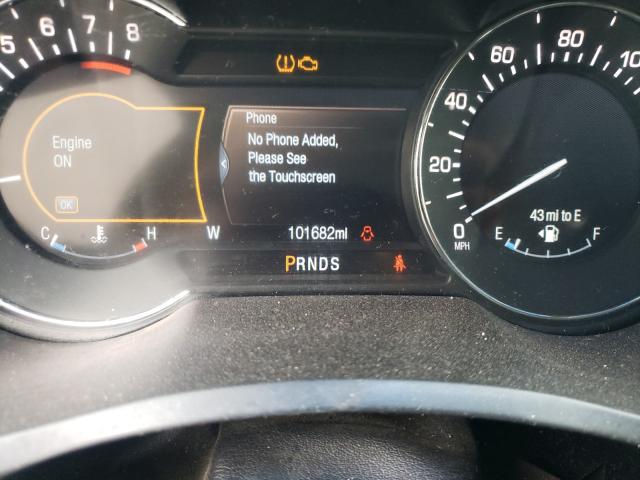 5 6 7 8
Engine
ON
OK
Phone
No Phone Added,
Please See
the Touchscreen
C H W
101682mi
PRNDS
0 20 40 60 80 10
MPH
43 mi to E
E F